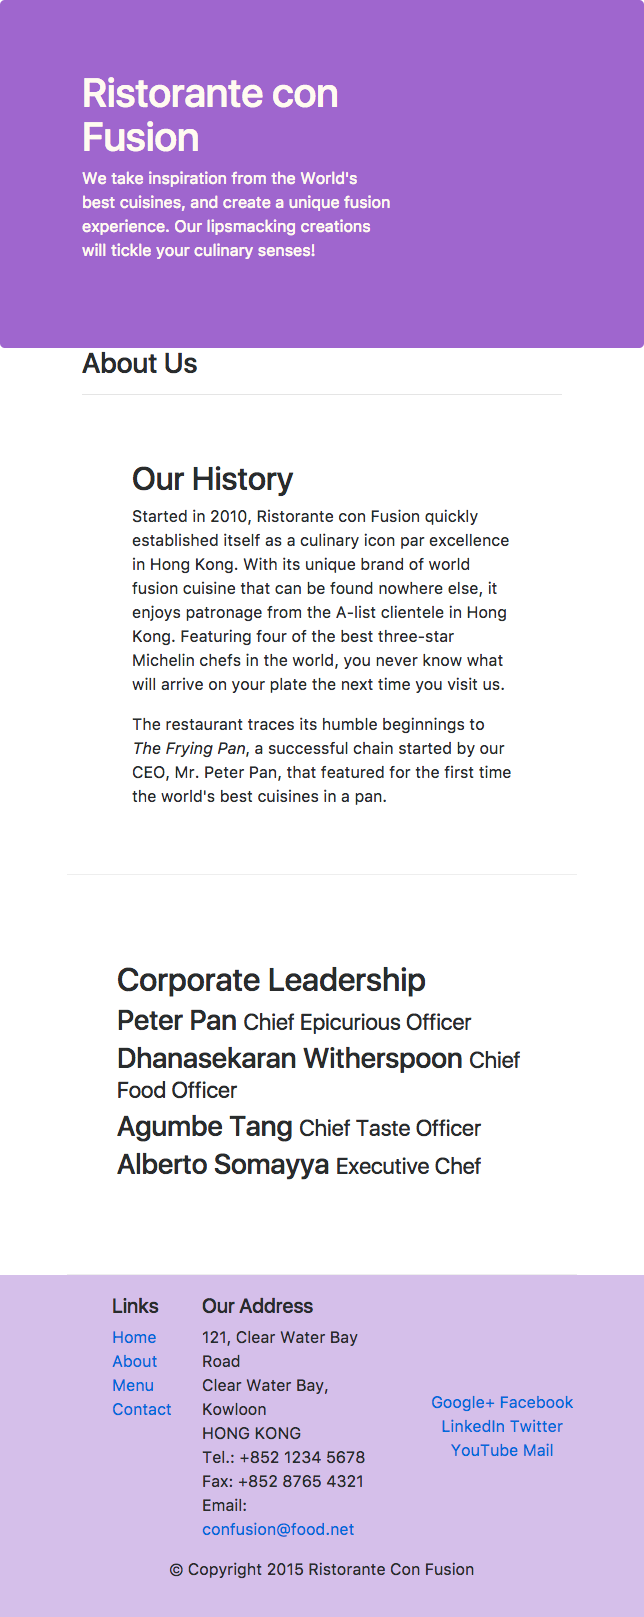 Ristorante con
Fusion
We take inspiration from the World's
best cuisines, and create a unique fusion
experience. Our lipsmacking creations
will tickle your culinary senses!
About Us
Our History
Started in 2010, Ristorante con Fusion quickly
established itself as a culinary icon par excellence
in Hong Kong. With its unique brand of world
fusion cuisine that can be found nowhere else, it
enjoys patronage from the A-list clientele in Hong
Kong. Featuring four of the best three-star
Michelin chefs in the world, you never know what
will arrive on your plate the next time you visit us.
The restaurant traces its humble beginnings to
The Frying Pan, a successful chain started by our
CEO, Mr. Peter Pan, that featured for the first time
the world's best cuisines in a pan.
Corporate Leadership
Peter Pan Chief Epicurious Officer
Dhanasekaran Witherspoon Chief
Food Officer
Agumbe Tang Chief Taste Officer
Alberto Somayya Executive Chef
Links
Home
About
Menu
Contact
Our Address
121, Clear Water Bay
Road
Clear Water Bay,
Kowloon
HONG KONG
Tel.: +852 1234 5678
Fax: +852 8765 4321
Email:
confusion@food.net
Google+ Facebook
LinkedIn Twitter
YouTube Mail
© Copyright 2015 Ristorante Con Fusion